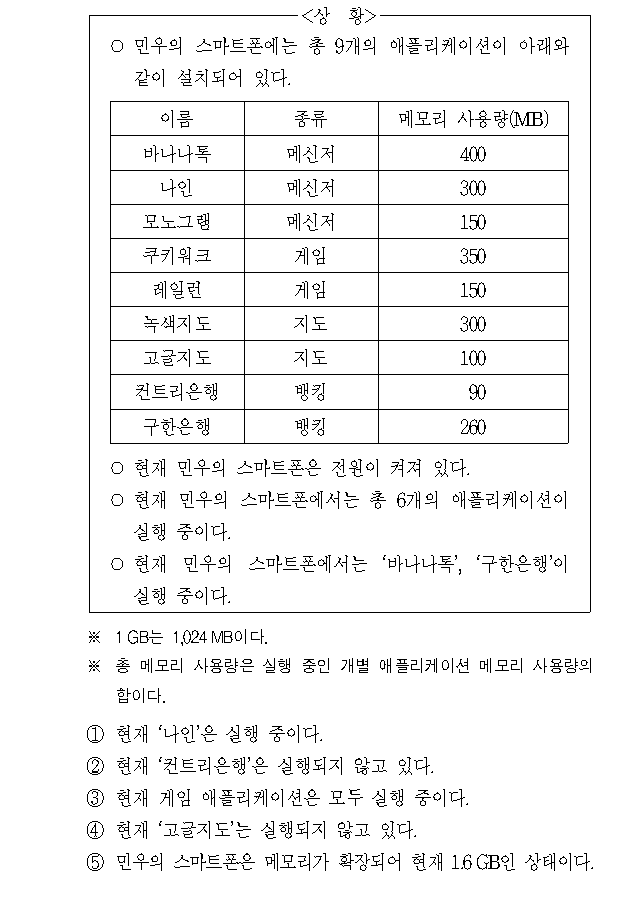 <상 황>
○ 민우의 스마트폰에는 총 9개의 애플리케이션이 아래와
같이 설치되어 있다.
이름 종류 메모리 사용량(MB)
바나나톡 메신저 400
나인 메신저 300
모노그램 메신저 150
쿠키워크 게임 350
레일런 게임 150
녹색지도 지도 300
고글지도 지도 100
컨트리은행 뱅킹 90
구한은행 뱅킹 260
○ 현재 민우의 스마트폰은 전원이 켜져 있다.
○ 현재 민우의 스마트폰에서는 총 6개의 애플리케이션이
실행 중이다.
○ 현재 민우의 스마트폰에서는 ‘바나나톡’, ‘구한은행’이
실행 중이다.
※ 1 GB는 1,024 MB이다.
※ 총 메모리 사용량은 실행 중인 개별 애플리케이션 메모리 사용량의
합이다.
① 현재 ‘나인’은 실행 중이다.
② 현재 ‘컨트리은행’은 실행되지 않고 있다.
③ 현재 게임 애플리케이션은 모두 실행 중이다.
④ 현재 ‘고글지도’는 실행되지 않고 있다.
⑤ 민우의 스마트폰은 메모리가 확장되어 현재 1.6 GB인 상태이다.